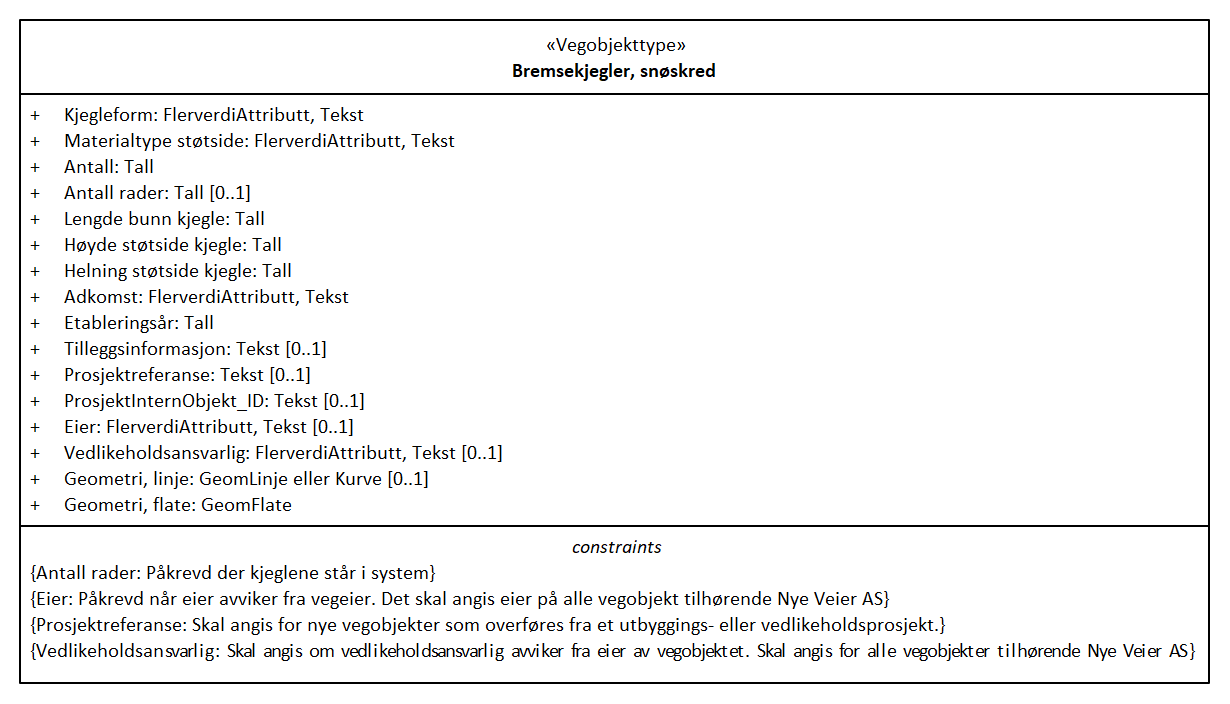 «Vegobjekttype»
Bremsekjegler, snøskred
+ Kjegleform: FlerverdiAttributt, Tekst
+ Materialtype støtside: FlerverdiAttributt, Tekst
+ Antall: Tall
+ Antall rader: Tall [0..1]
+ Lengde bunn kjegle: Tall
+ Høyde støtside kjegle: Tall
+ Helning støtside kjegle: Tall
+ Adkomst: FlerverdiAttributt, Tekst
+ Etableringsår: Tall
+ Tilleggsinformasjon: Tekst [0..1]
+ Prosjektreferanse: Tekst [0..1]
+ ProsjektInternObjekt_ID: Tekst [0..1]
+ Eier: FlerverdiAttributt, Tekst [0..1]
+ Vedlikeholdsansvarlig: FlerverdiAttributt, Tekst [0..1]
+ Geometri, linje: GeomLinje eller Kurve [0..1]
+ Geometri, flate: GeomFlate
constraints
{Antall rader: Påkrevd der kjeglene står i system}
{Eier: Påkrevd når eier avviker fra vegeier. Det skal angis eier på alle vegobjekt tilhørende Nye Veier AS}
{Prosjektreferanse: Skal angis for nye vegobjekter som overføres fra et utbyggings- eller vedlikeholdsprosjekt.}
{Vedlikeholdsansvarlig: Skal angis om vedlikeholdsansvarlig avviker fra eier av vegobjektet. Skal angis for alle vegobjekter tilhørende Nye Veier AS}